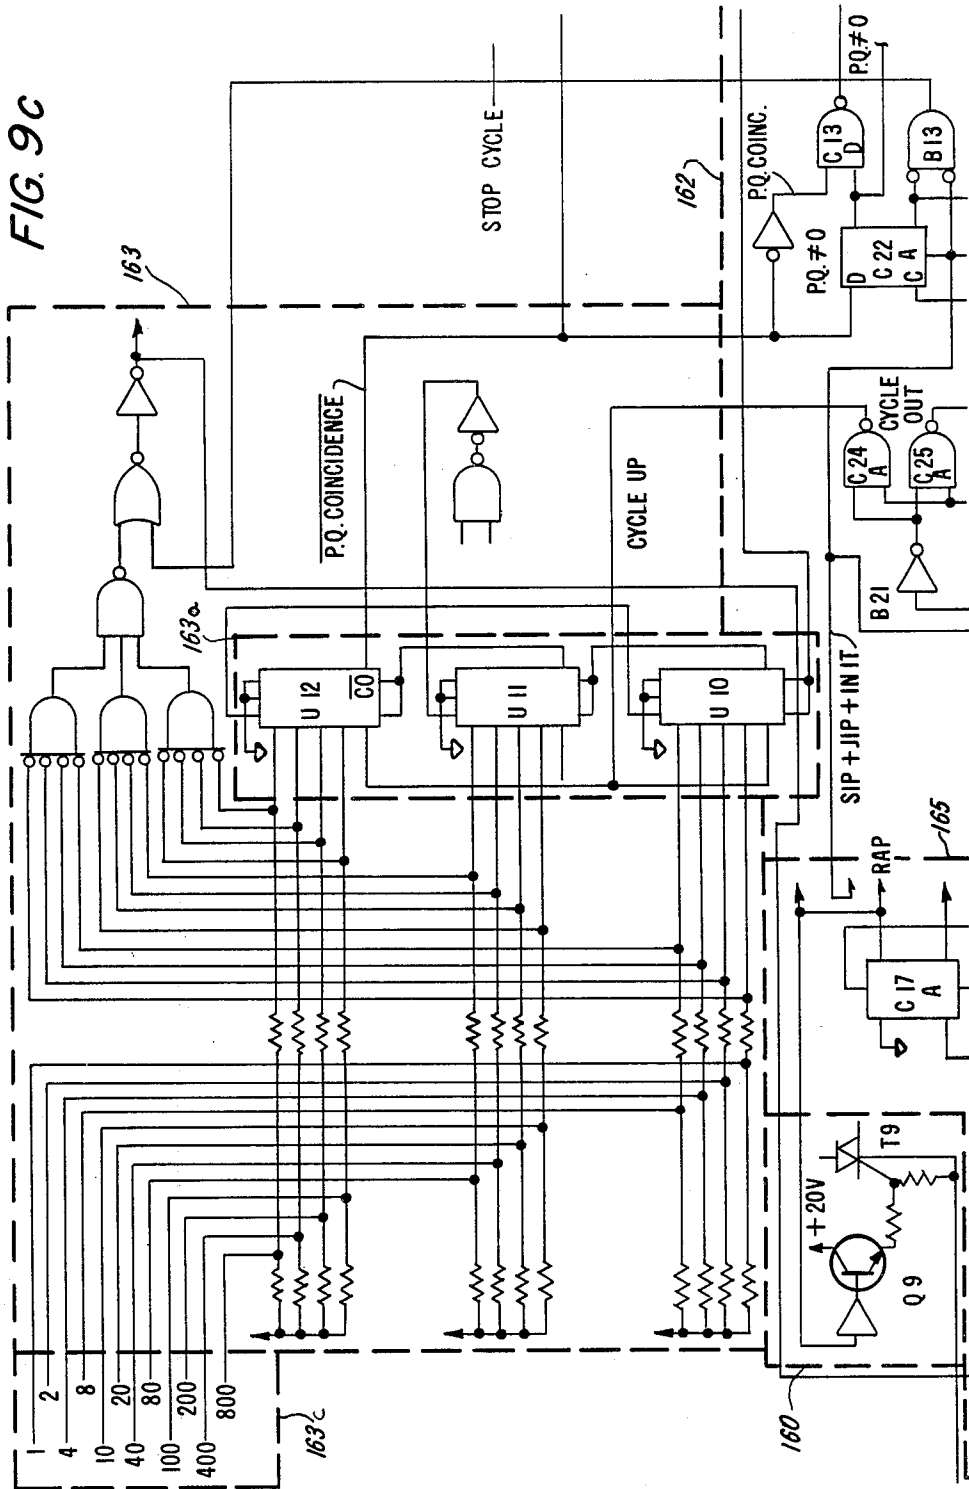 FIG. 9C
163
STOP CYCLE
162
P.Q. COINC.
C13
D
P.Q.≠0
P.Q.≠0
D
C22
A
C
B13
P.Q. COINCIDENCE
CYCLE UP
CYCLE OUT
C24
A
C25
A
B21
163a
U12
CO
U11
U10
SIP+JIP+INIT
165
RAP
C17
A
T9
+20V
Q9
160
163c
1
2
4
8
10
20
40
80
100
200
400
800